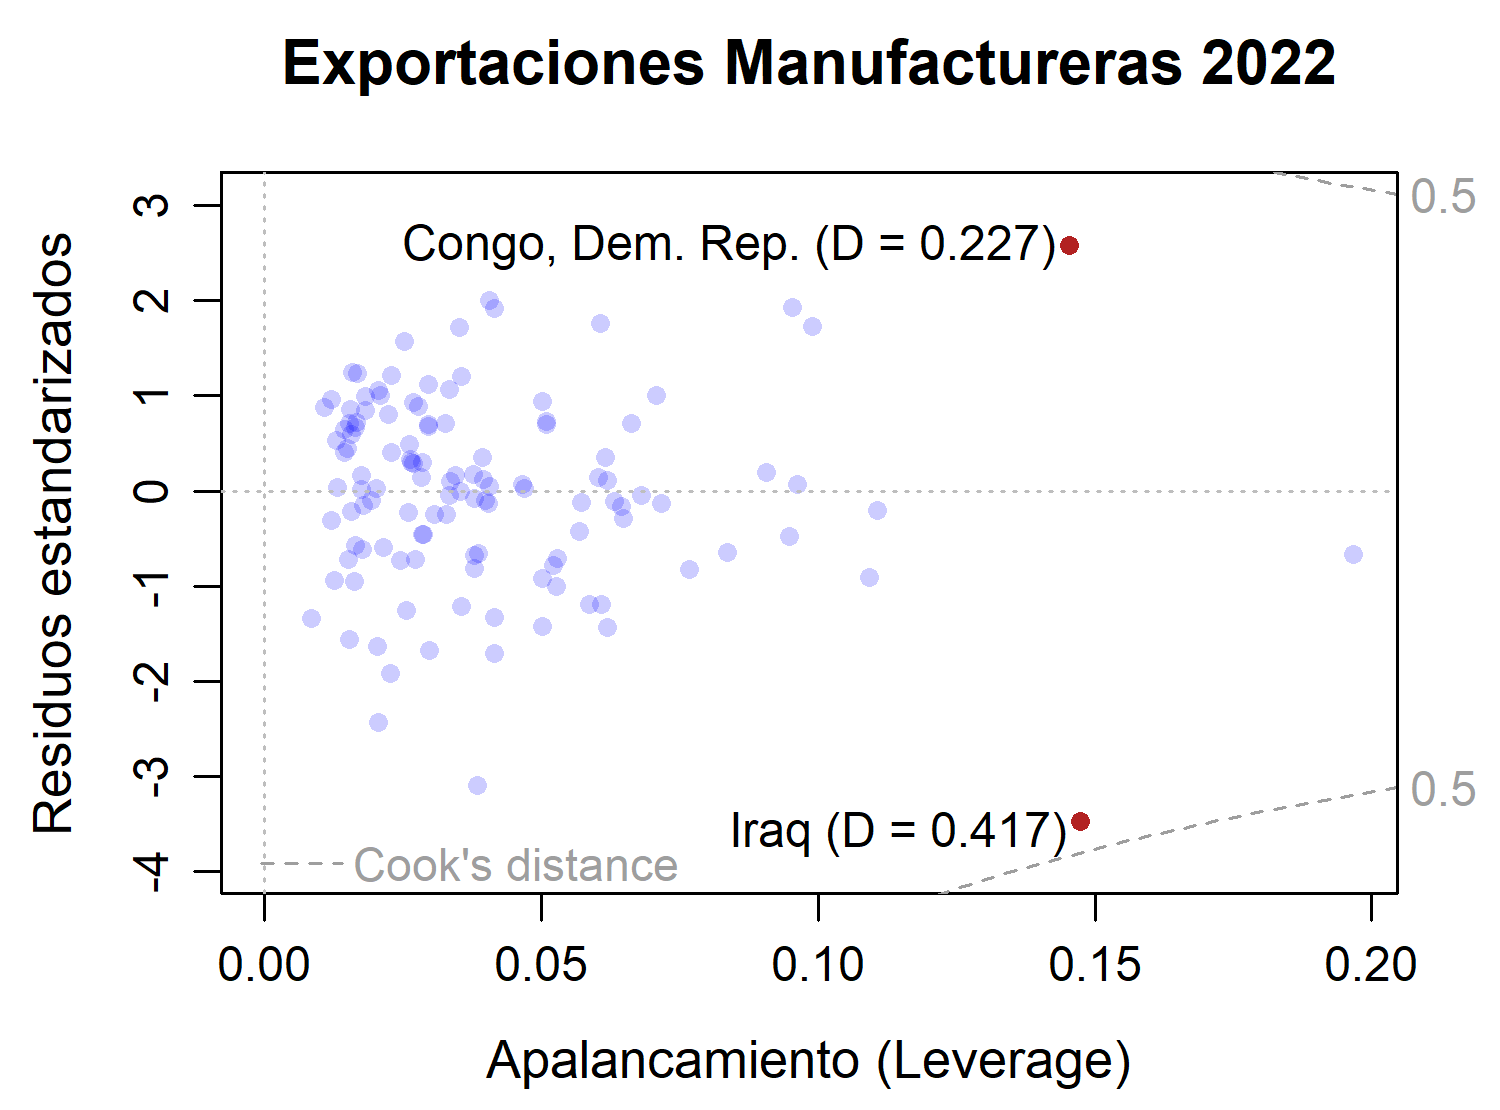 Exportaciones Manufactureras 2022
Residuos estandarizados
3
2
1
0
-1
-2
-3
-4
0.5
Congo, Dem. Rep. (D = 0.227)
0.5
Iraq (D = 0.417)
Cook's distance
0.00 0.05 0.10 0.15 0.20
Apalancamiento (Leverage)